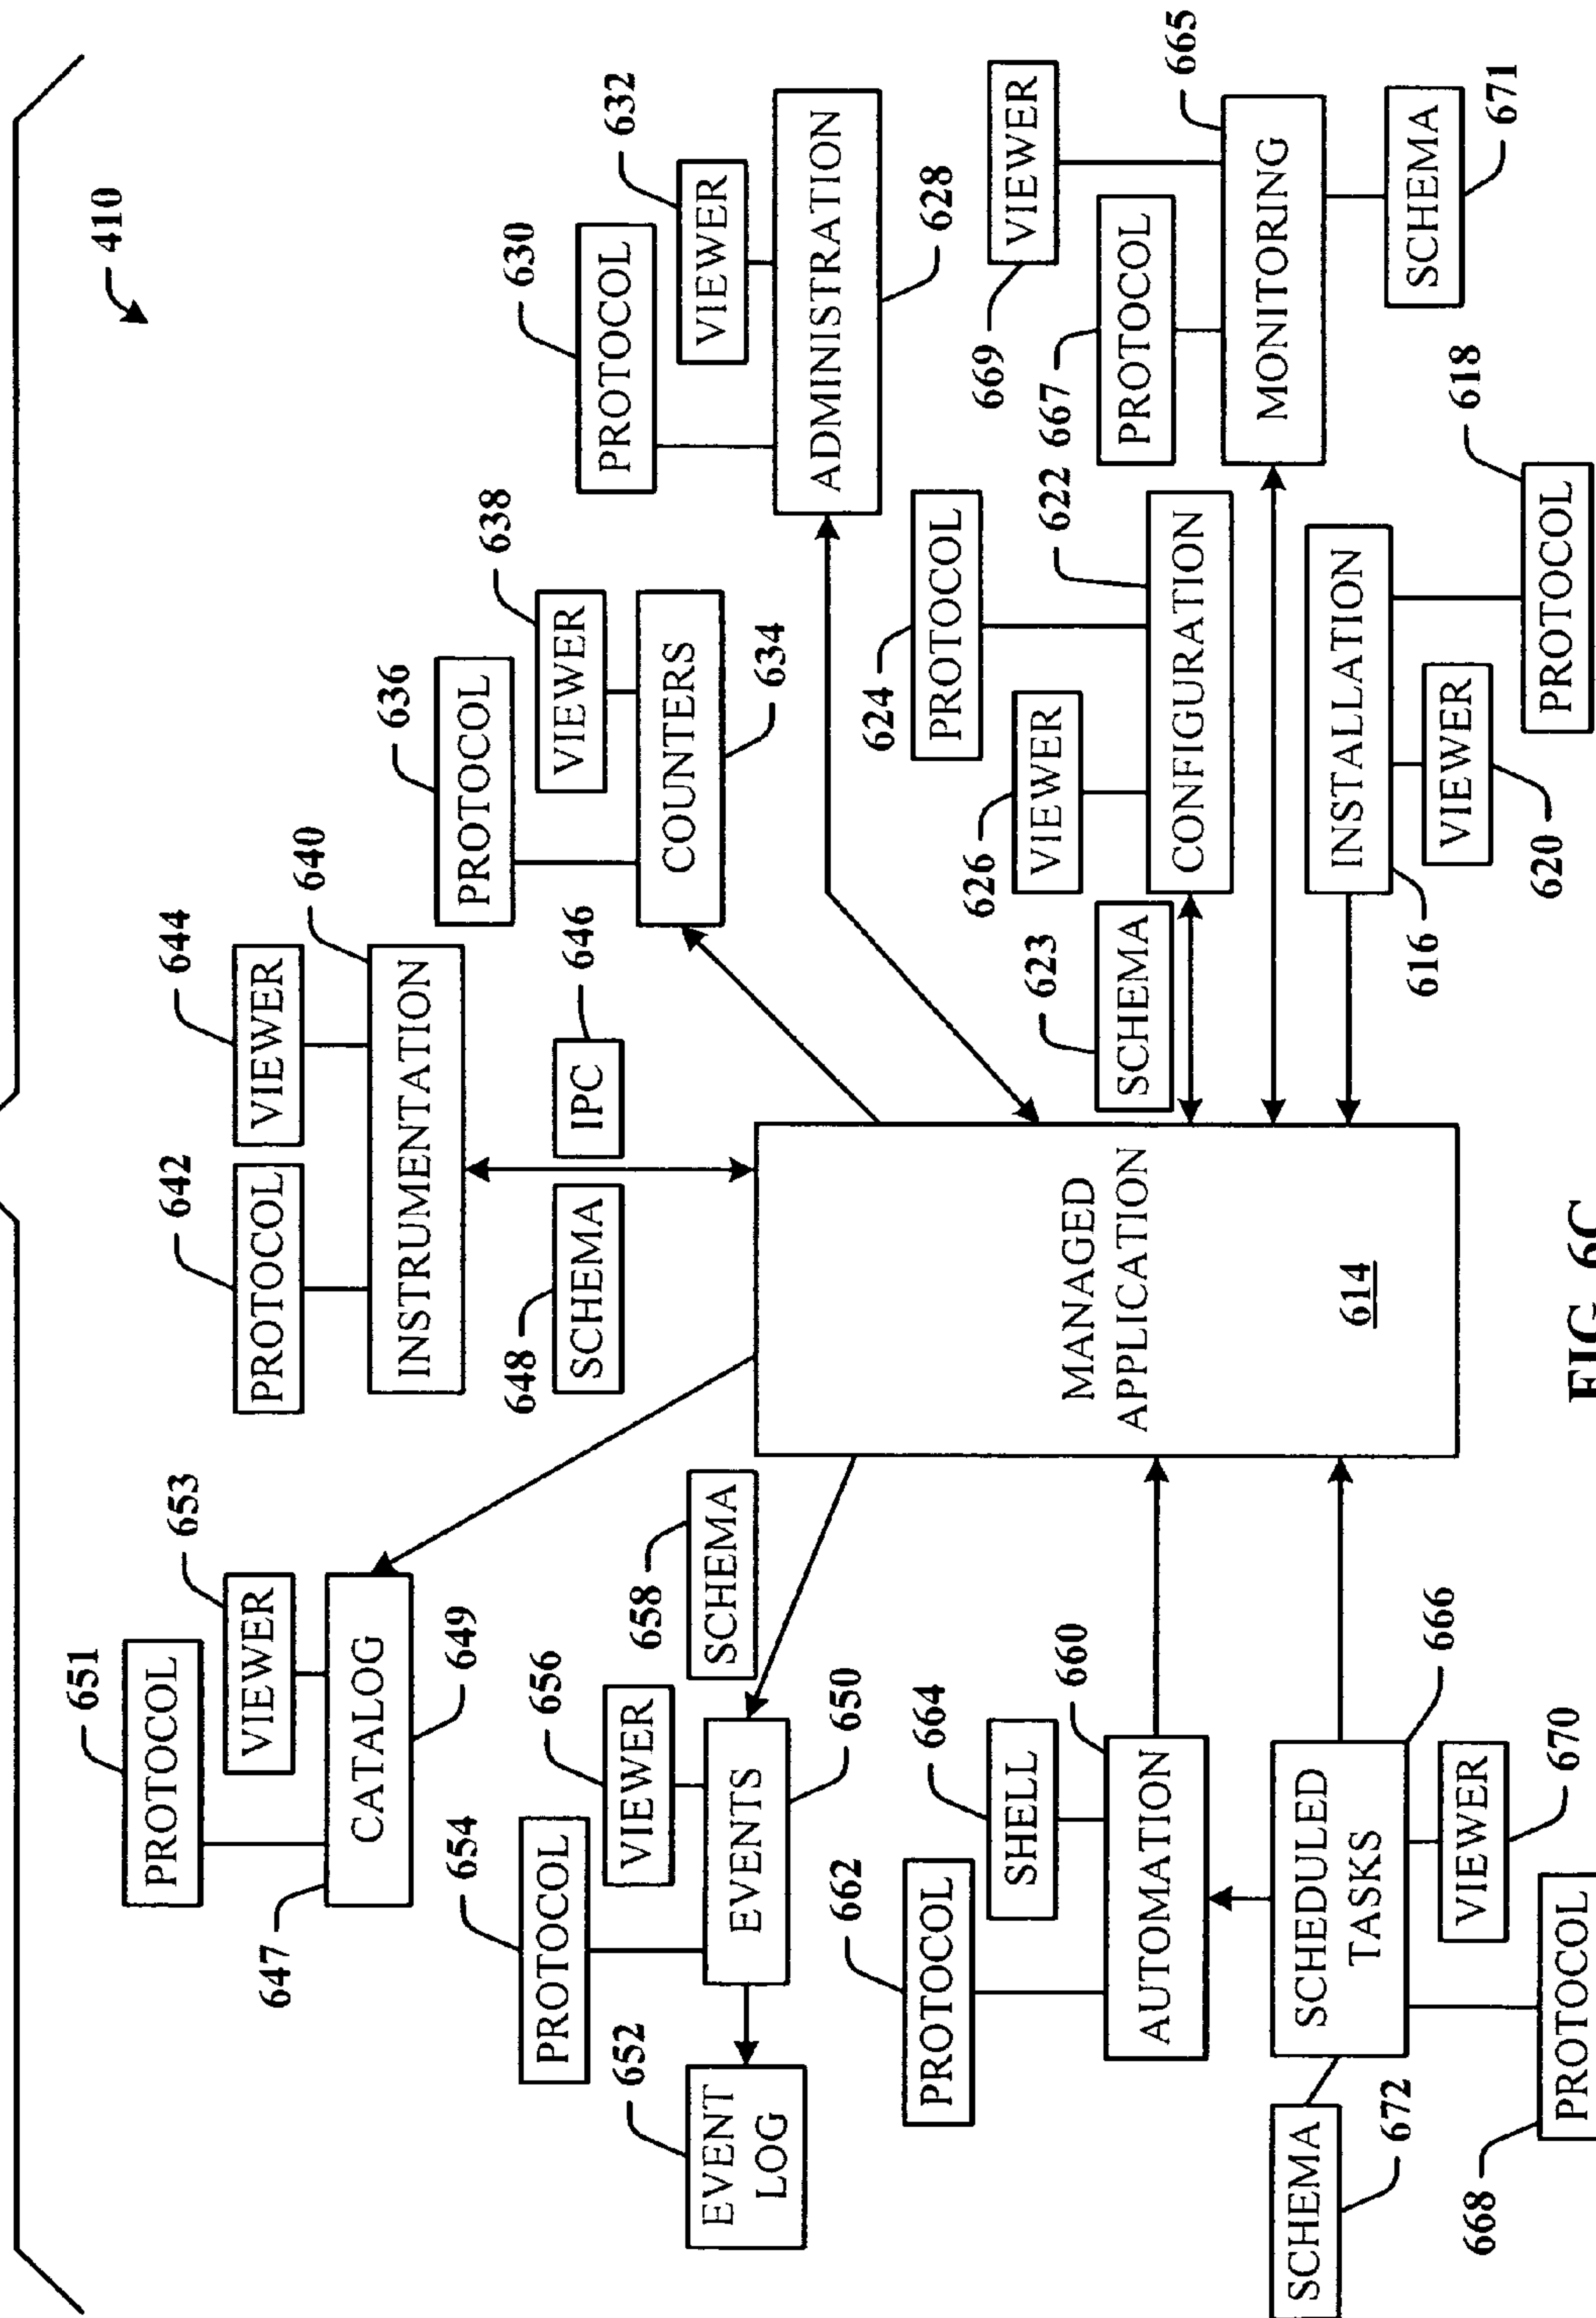 410
651
PROTOCOL
653
VIEWER
CATALOG
647
649
642
PROTOCOL
644
VIEWER
INSTRUMENTATION
640
648
SCHEMA
IPC
646
636
PROTOCOL
638
VIEWER
COUNTERS
634
630
PROTOCOL
632
VIEWER
ADMINISTRATION
628
652
EVENT
LOG
654
PROTOCOL
656
VIEWER
EVENTS
650
658
SCHEMA
662
PROTOCOL
664
SHELL
AUTOMATION
660
MANAGED
APPLICATION
614
623
SCHEMA
626
VIEWER
624
PROTOCOL
CONFIGURATION
622
667
PROTOCOL
669
VIEWER
MONITORING
665
SCHEMA
671
SCHEMA
672
SCHEDULED
TASKS
666
VIEWER
670
668
PROTOCOL
INSTALLATION
616
VIEWER
620
PROTOCOL
618
FIG. 6C